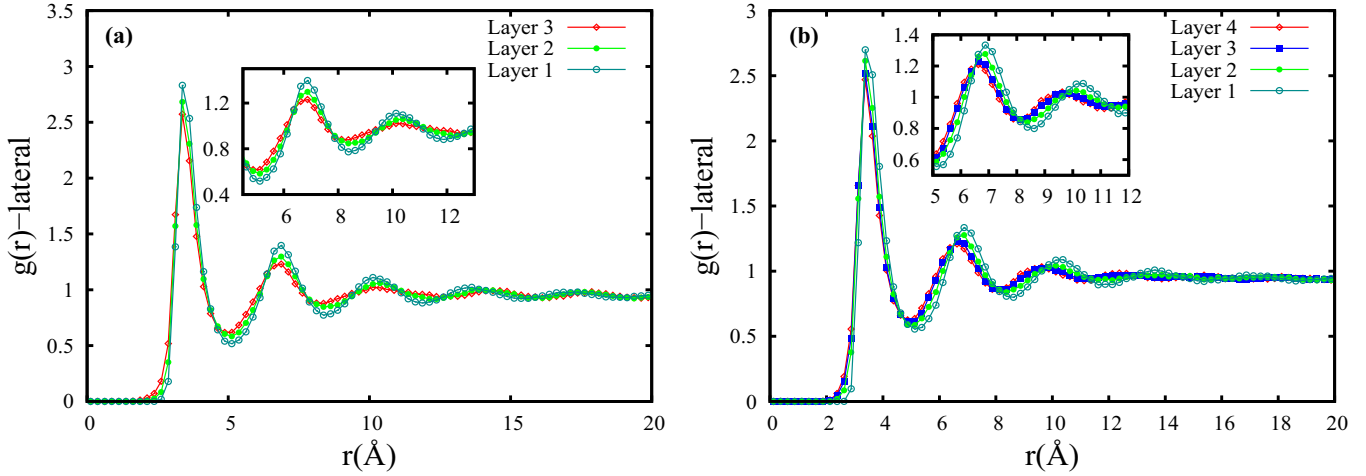 (a)
Layer 3
Layer 2
Layer 1
g(r)−lateral
3.5
3
2.5
2
1.5
1
0.5
0
1.2
0.8
0.4
6 8 10 12
0 5 10 15 20
r(Å)
(b)
Layer 4
Layer 3
Layer 2
Layer 1
g(r)−lateral
3
2.5
2
1.5
1
0.5
0
1.4
1.2
1.0
0.8
0.6
5 6 7 8 9 10 11 12
0 2 4 6 8 10 12 14 16 18 20
r(Å)